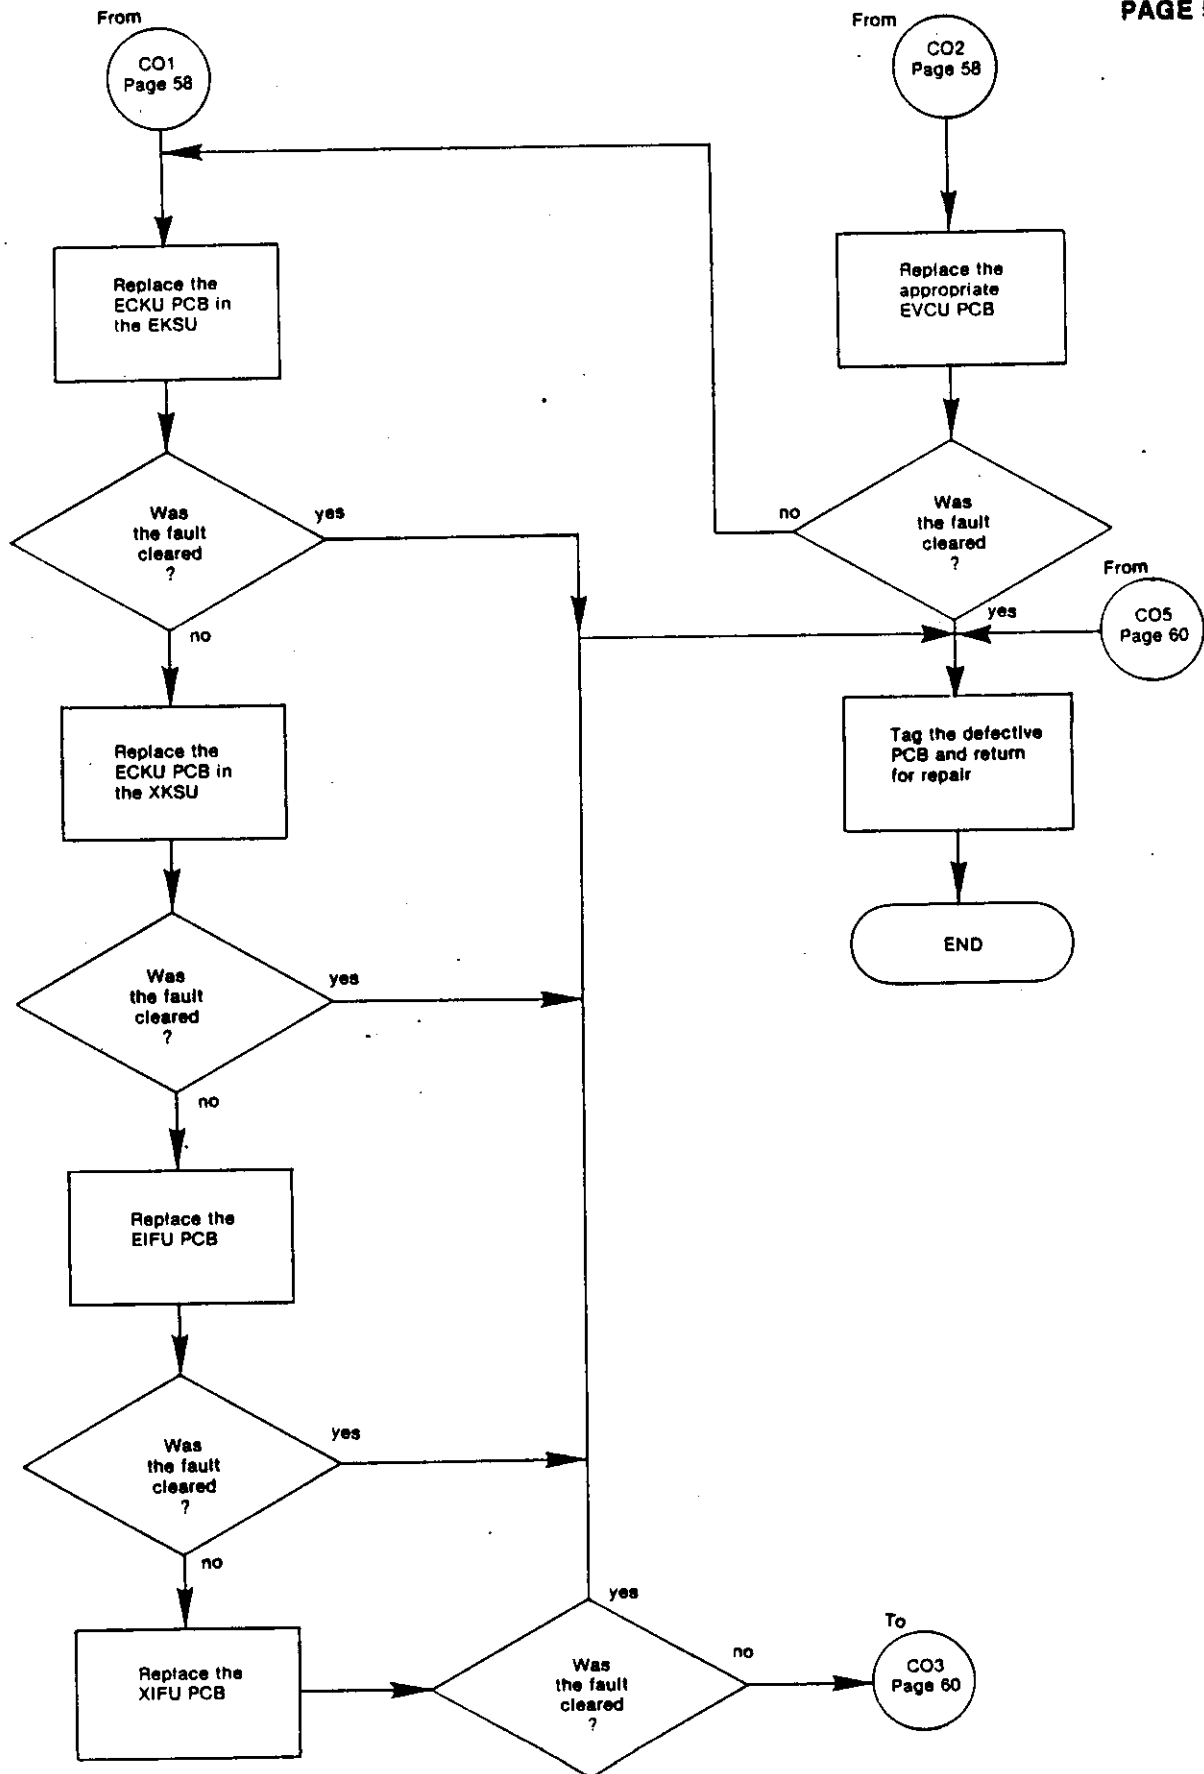 PAGE
From
CO1
Page 58
From
CO2
Page 58
Replace the
ECKU PCB in
the EKSU
Replace the
appropriate
EVCU PCB
Was
the fault
cleared
?
yes
no
no
Was
the fault
cleared
?
yes
From
CO5
Page 60
Replace the
ECKU PCB in
the XKSU
Tag the defective
PCB and return
for repair
Was
the fault
cleared
?
yes
no
END
Replace the
EIFU PCB
Was
the fault
cleared
?
yes
no
Replace the
XIFU PCB
Was
the fault
cleared
?
yes
no
To
CO3
Page 60